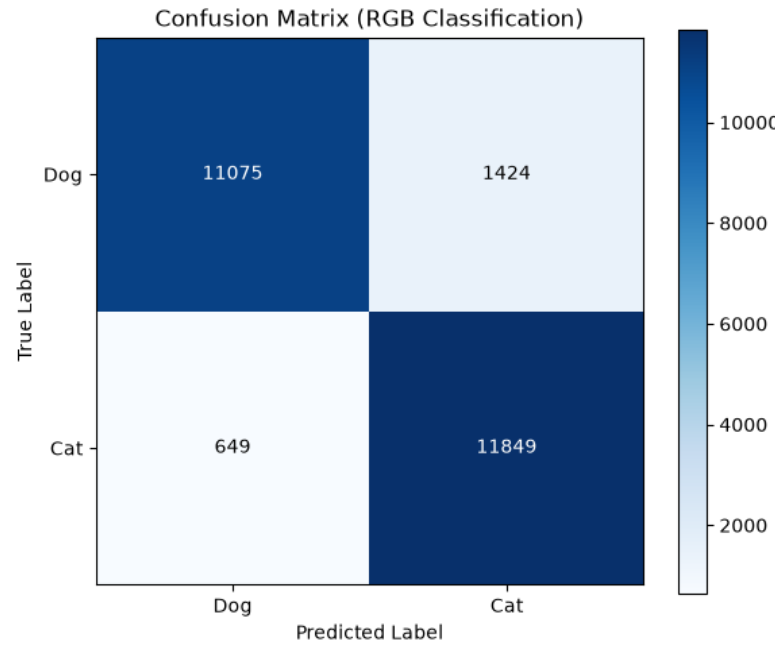 Confusion Matrix (RGB Classification)
Dog
11075
1424
Cat
649
11849
Dog
Cat
Predicted Label
True Label
10000
8000
6000
4000
2000